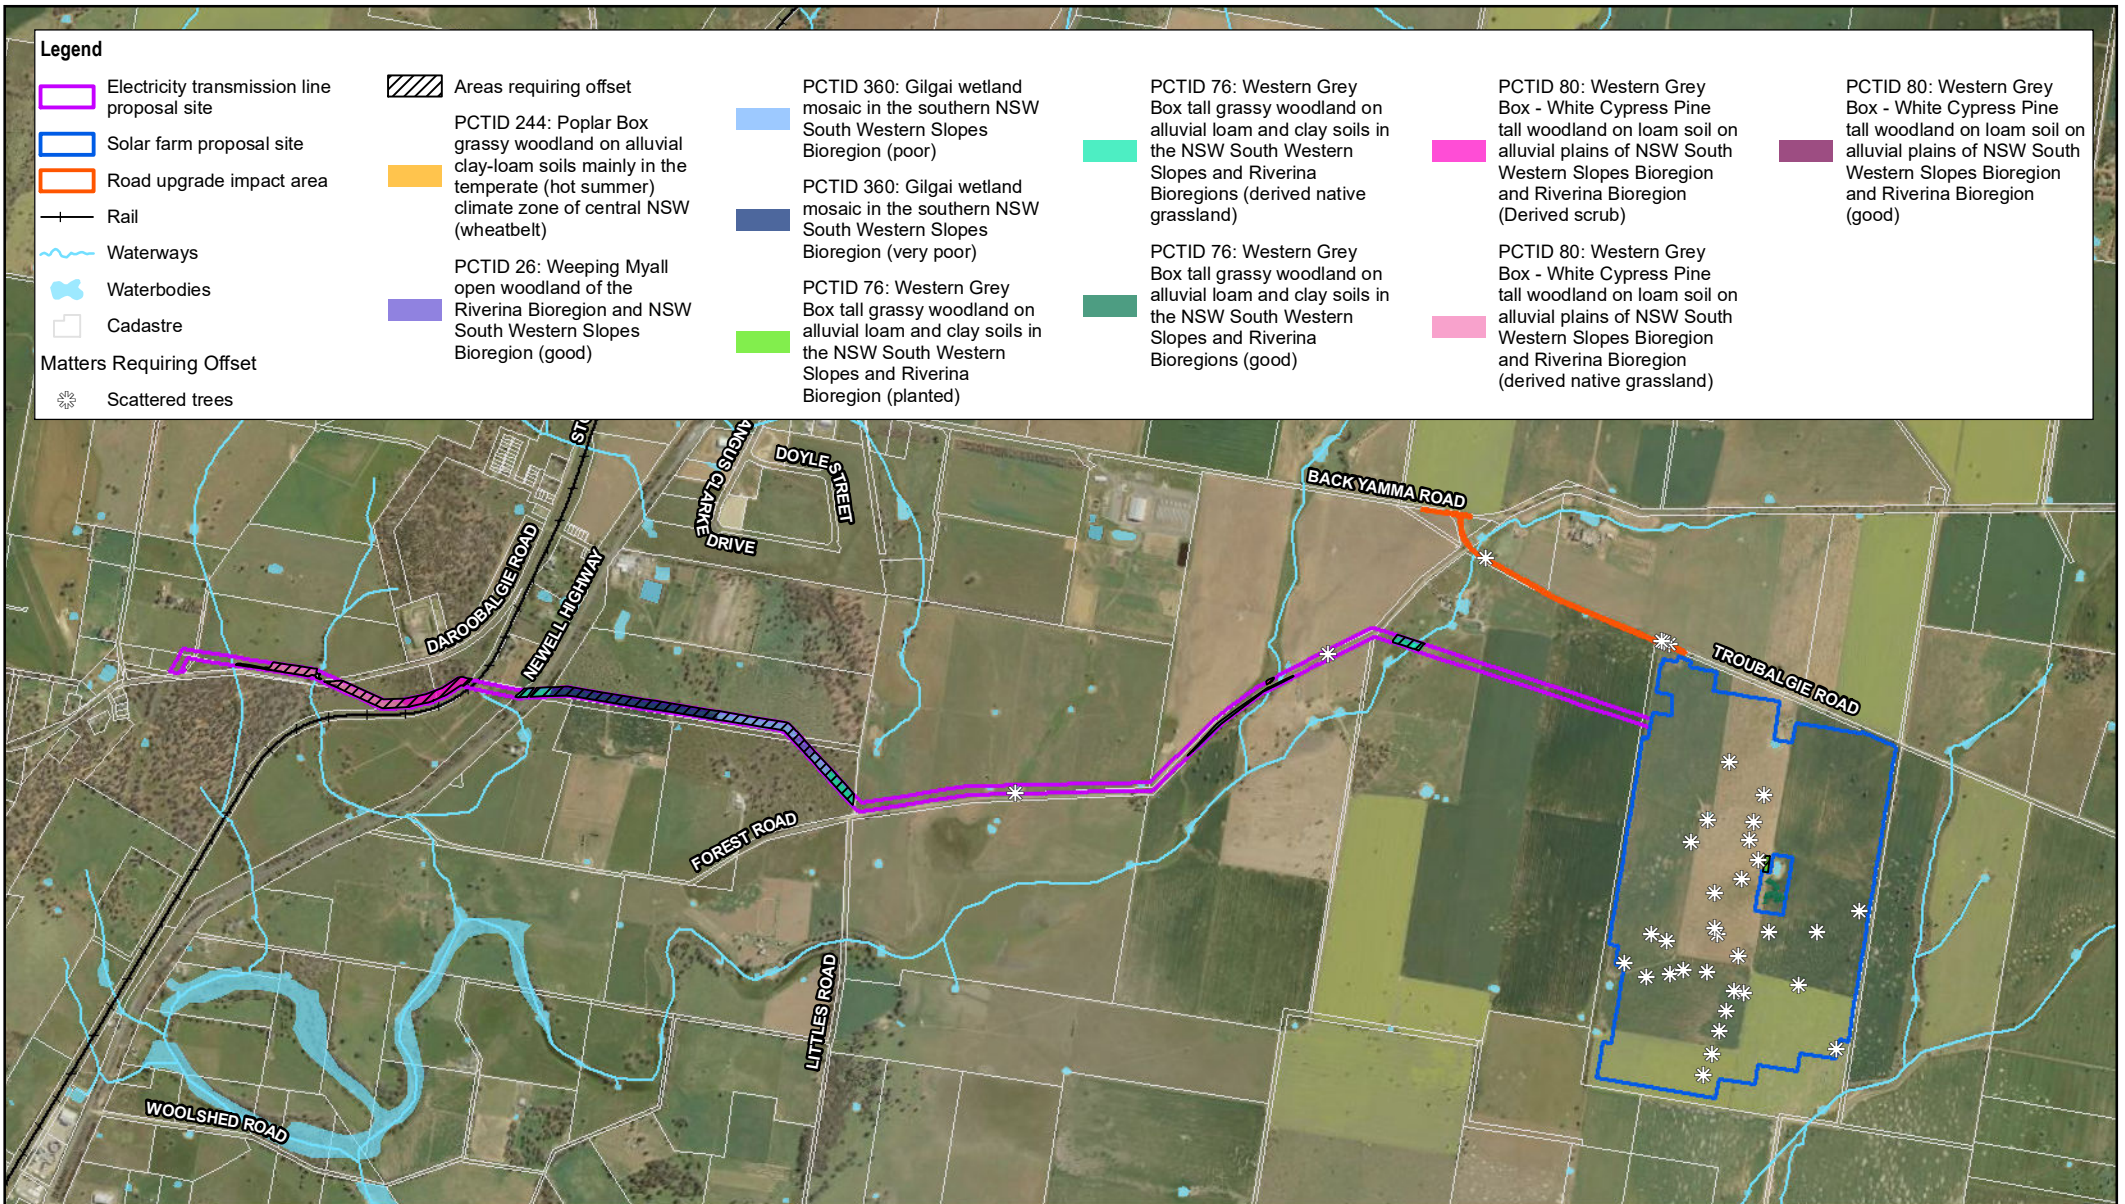 Legend
Electricity transmission line
proposal site
Solar farm proposal site
Road upgrade impact area
Rail
Waterways
Waterbodies
Cadastre
Matters Requiring Offset
Scattered trees
Areas requiring offset
PCTID 244: Poplar Box
grassy woodland on alluvial
clay-loam soils mainly in the
temperate (hot summer)
climate zone of central NSW
(wheatbelt)
PCTID 26: Weeping Myall
open woodland of the
Riverina Bioregion and NSW
South Western Slopes
Bioregion (good)
PCTID 360: Gilgai wetland
mosaic in the southern NSW
South Western Slopes
Bioregion (poor)
PCTID 360: Gilgai wetland
mosaic in the southern NSW
South Western Slopes
Bioregion (very poor)
PCTID 76: Western Grey
Box tall grassy woodland on
alluvial loam and clay soils in
the NSW South Western
Slopes and Riverina
Bioregion (planted)
PCTID 76: Western Grey
Box tall grassy woodland on
alluvial loam and clay soils in
the NSW South Western
Slopes and Riverina
Bioregions (derived native
grassland)
PCTID 76: Western Grey
Box tall grassy woodland on
alluvial loam and clay soils in
the NSW South Western
Slopes and Riverina
Bioregions (good)
PCTID 80: Western Grey
Box - White Cypress Pine
tall woodland on loam soil on
alluvial plains of NSW South
Western Slopes Bioregion
and Riverina Bioregion
(Derived scrub)
PCTID 80: Western Grey
Box - White Cypress Pine
tall woodland on loam soil on
alluvial plains of NSW South
Western Slopes Bioregion
and Riverina Bioregion
(derived native grassland)
PCTID 80: Western Grey
Box - White Cypress Pine
tall woodland on loam soil on
alluvial plains of NSW South
Western Slopes Bioregion
and Riverina Bioregion
(good)
ANGUS CLARKE DRIVE
DOYLE STREET
BACK YAMMA ROAD
DAROOBALGIE ROAD
NEWELL HIGHWAY
TROUBALGIE ROAD
FOREST ROAD
LITTLES ROAD
WOOLSHED ROAD